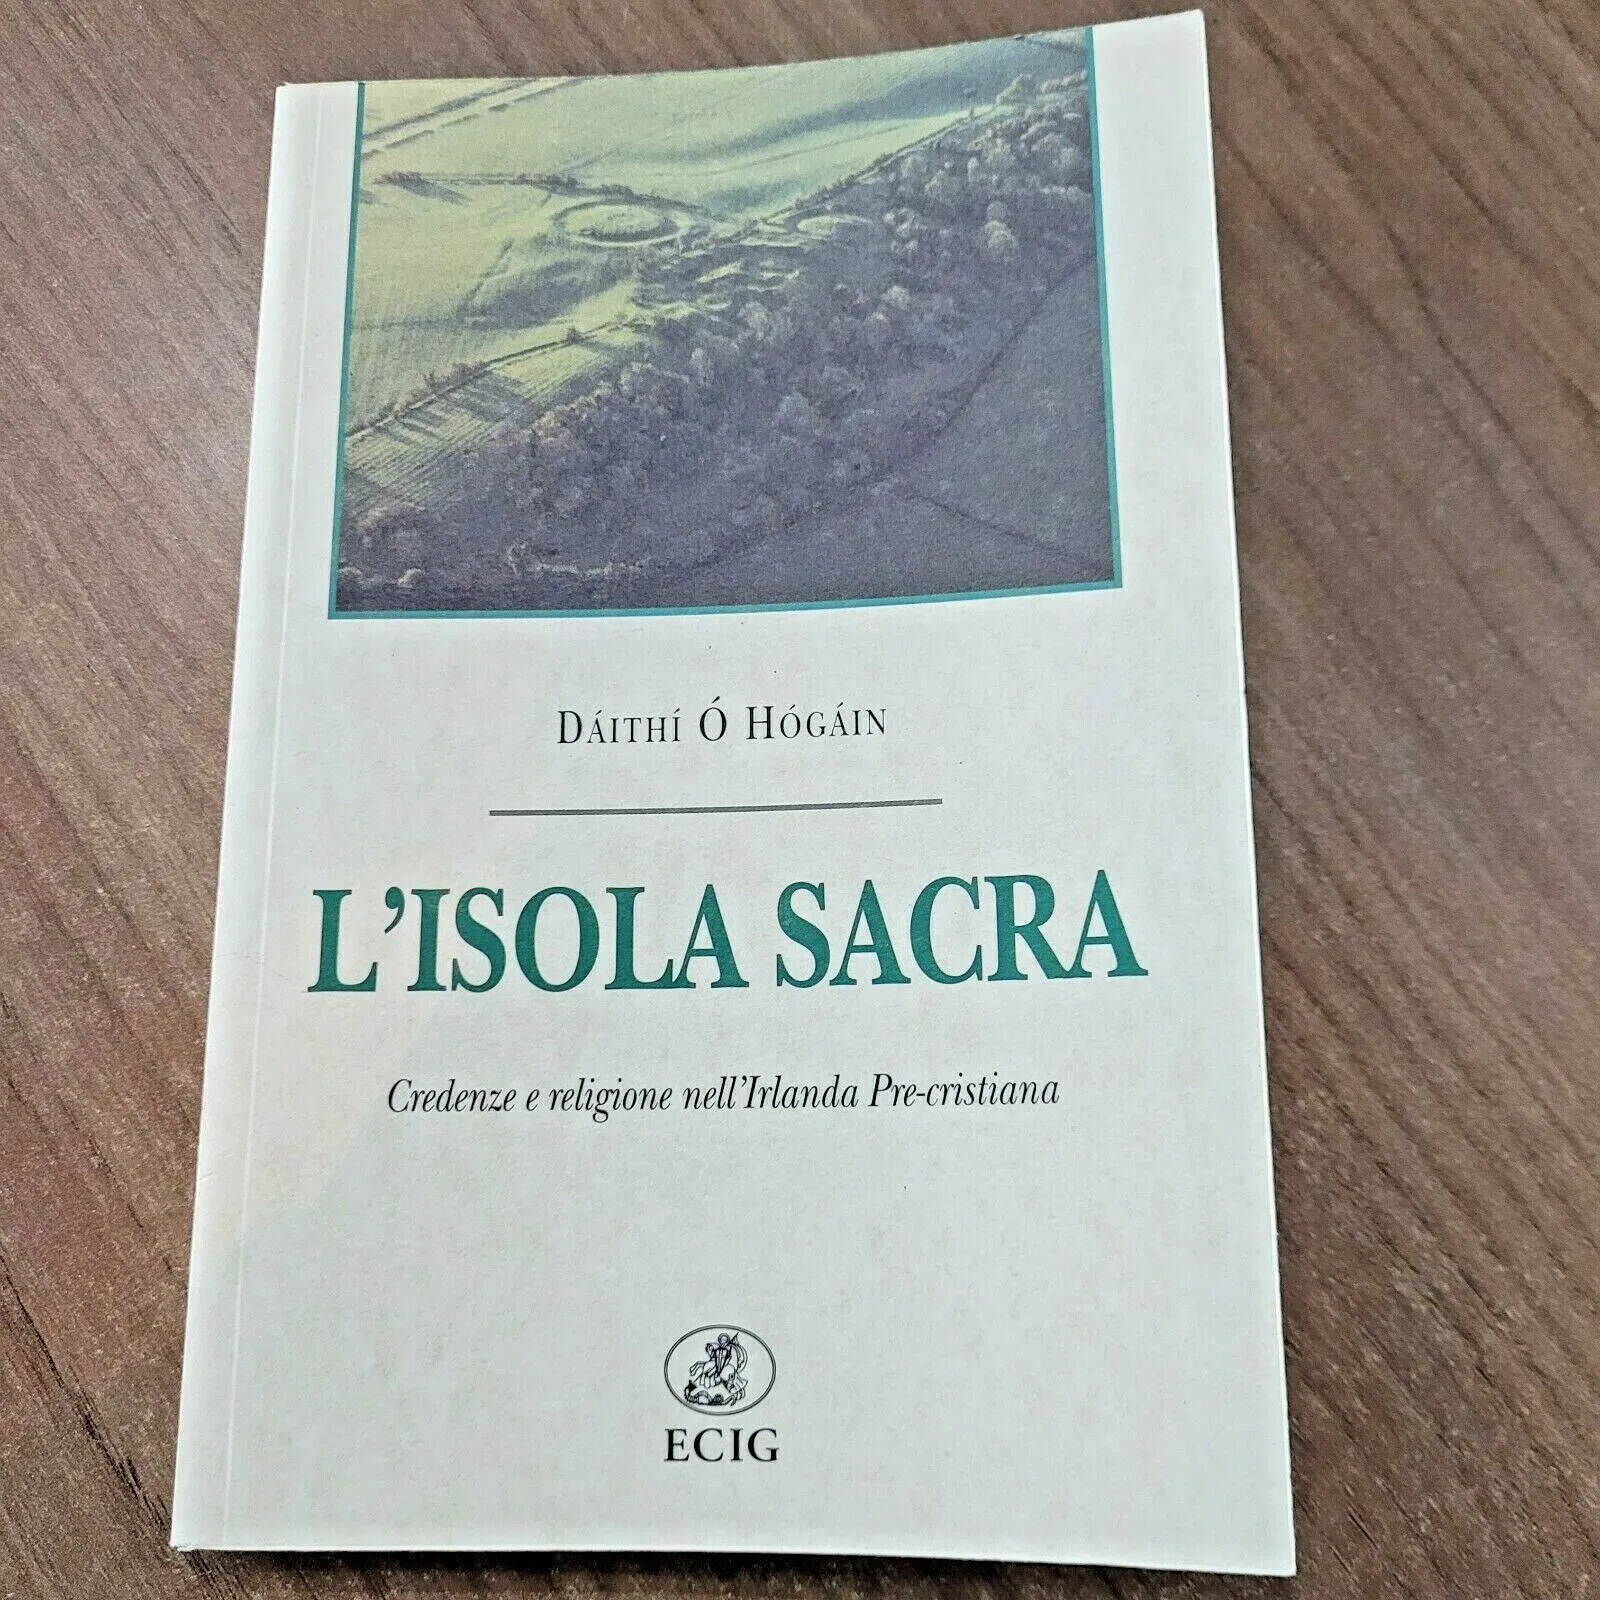 DÁITHÍ Ó HÓGÁIN
L'ISOLA SACRA
Credenze e religione nell'Irlanda Pre-cristiana
ECIG